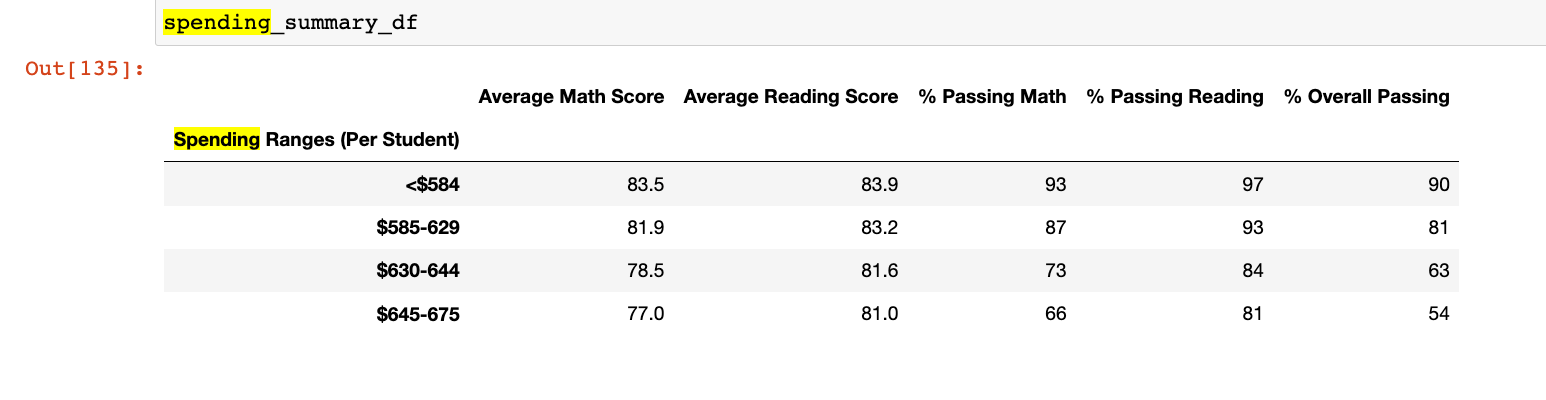 spending_summary_df
Out[135]:
Average Math Score Average Reading Score % Passing Math % Passing Reading % Overall Passing
Spending Ranges (Per Student)
<$584 83.5 83.9 93 97 90
$585-629 81.9 83.2 87 93 81
$630-644 78.5 81.6 73 84 63
$645-675 77.0 81.0 66 81 54